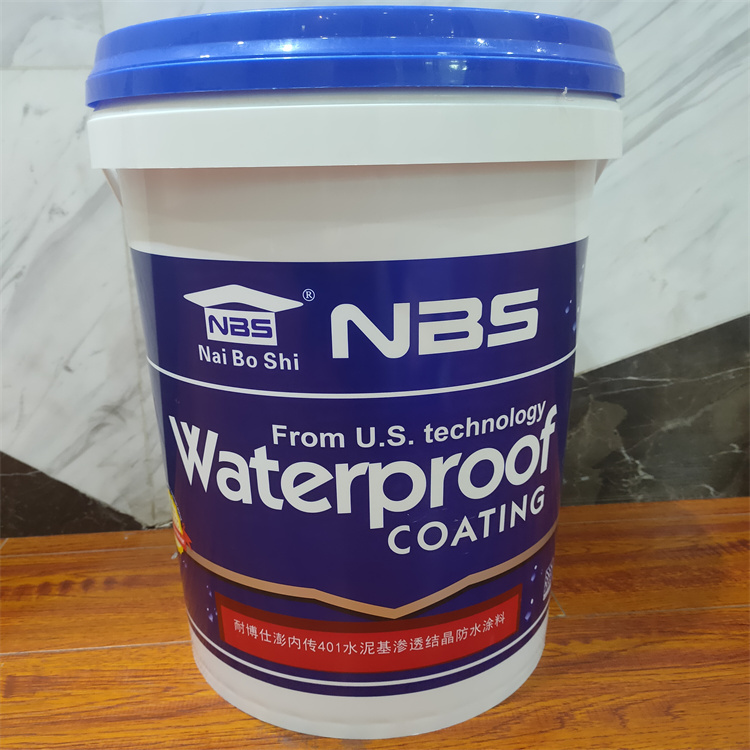 NBS
®
Nai Bo Shi
NBS
From U.S. technology
Waterproof
COATING
耐博仕澎内传401水泥基渗透结晶防水涂料